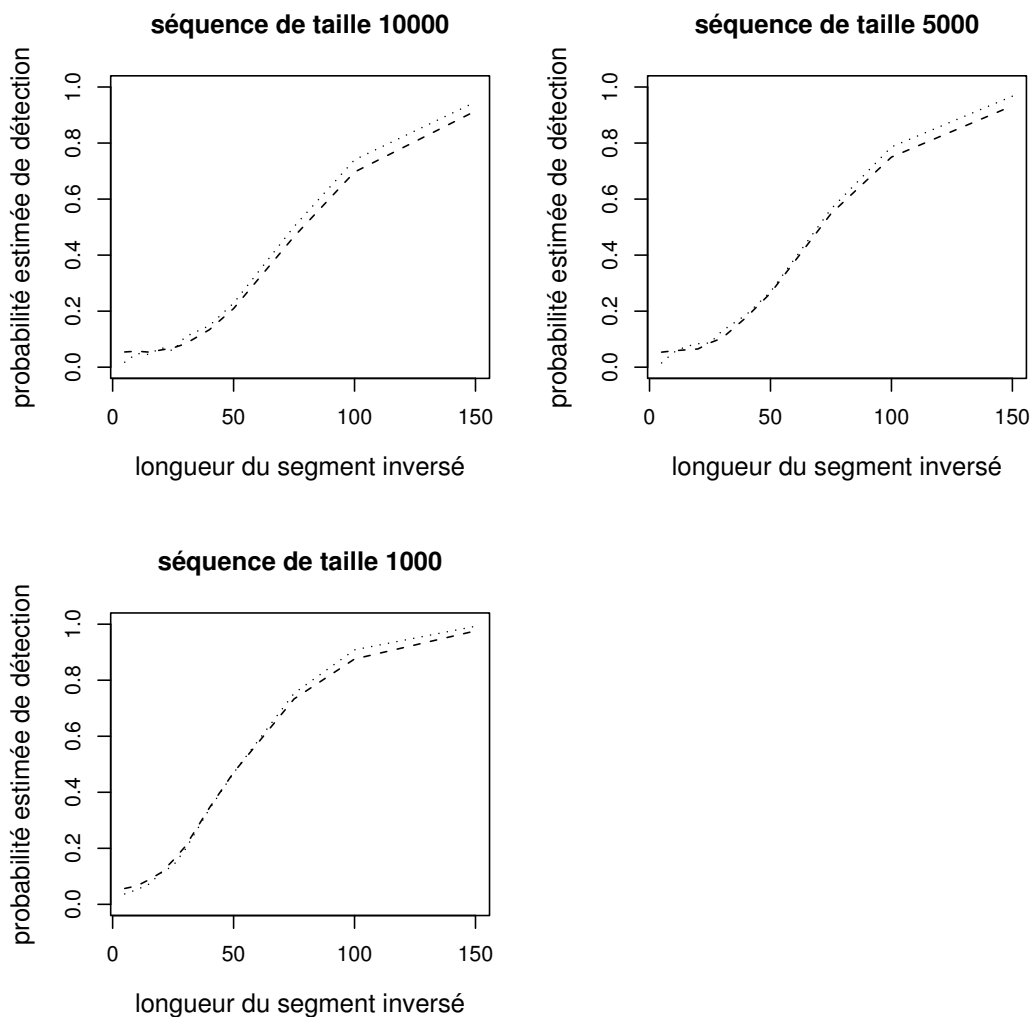 séquence de taille 10000
probabilité estimée de détection
1.0
0.8
0.6
0.4
0.2
0.0
0 50 100 150
longueur du segment inversé
séquence de taille 5000
probabilité estimée de détection
1.0
0.8
0.6
0.4
0.2
0.0
0 50 100 150
longueur du segment inversé
séquence de taille 1000
probabilité estimée de détection
1.0
0.8
0.6
0.4
0.2
0.0
0 50 100 150
longueur du segment inversé